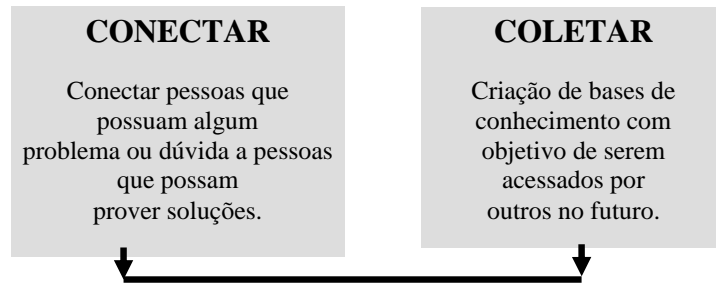 CONECTAR
Conectar pessoas que
possuam algum
problema ou dúvida a pessoas
que possam
prover soluções.
COLETAR
Criação de bases de
conhecimento com
objetivo de serem
acessados por
outros no futuro.